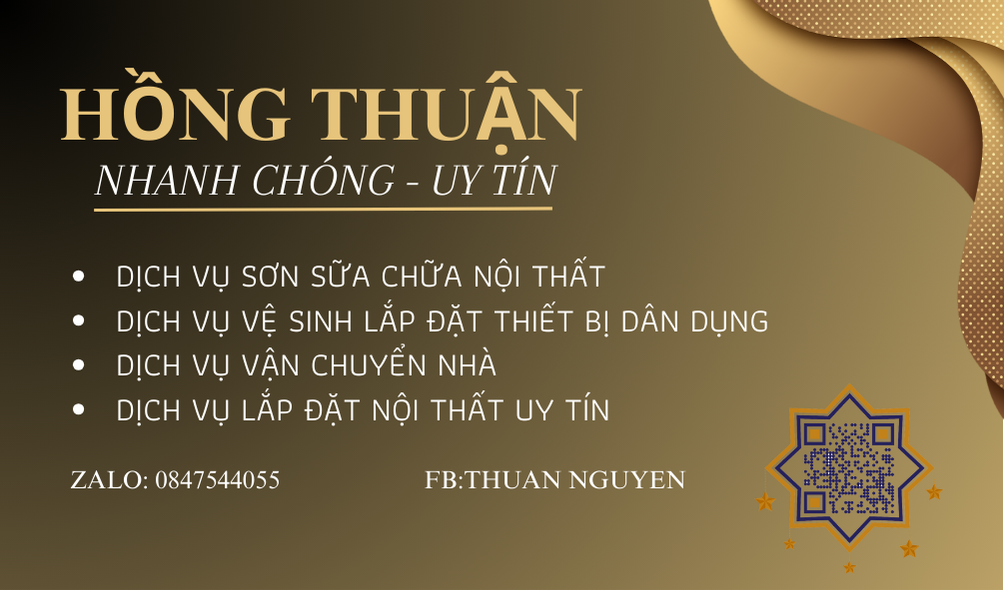 HỒNG THUẬN
NHANH CHÓNG - UY TÍN
• DỊCH VỤ SƠN SỮA CHỮA NỘI THẤT
• DỊCH VỤ VỆ SINH LẮP ĐẶT THIẾT BỊ DÂN DỤNG
• DỊCH VỤ VẬN CHUYỂN NHÀ
• DỊCH VỤ LẮP ĐẶT NỘI THẤT UY TÍN
ZALO: 0847544055 FB:THUAN NGUYEN